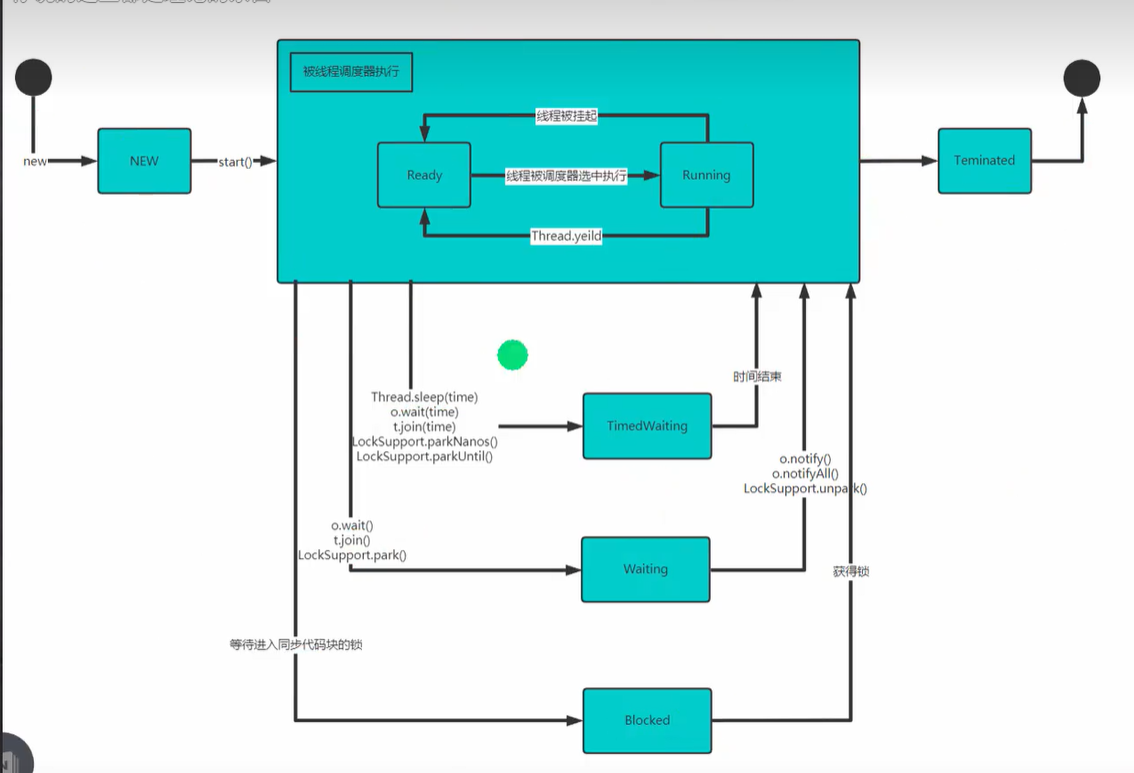 被线程调度器执行
线程被挂起
new
NEW
start()
Ready
线程被调度器选中执行
Running
Teminated
Thread.yeild
时间结束
Thread.sleep(time)
o.wait(time)
t.join(time)
LockSupport.parkNanos()
LockSupport.parkUntil()
TimedWaiting
o.notify()
o.notifyAll()
LockSupport.unpark()
o.wait()
t.join()
LockSupport.park()
Waiting
获得锁
等待进入同步代码块的锁
Blocked